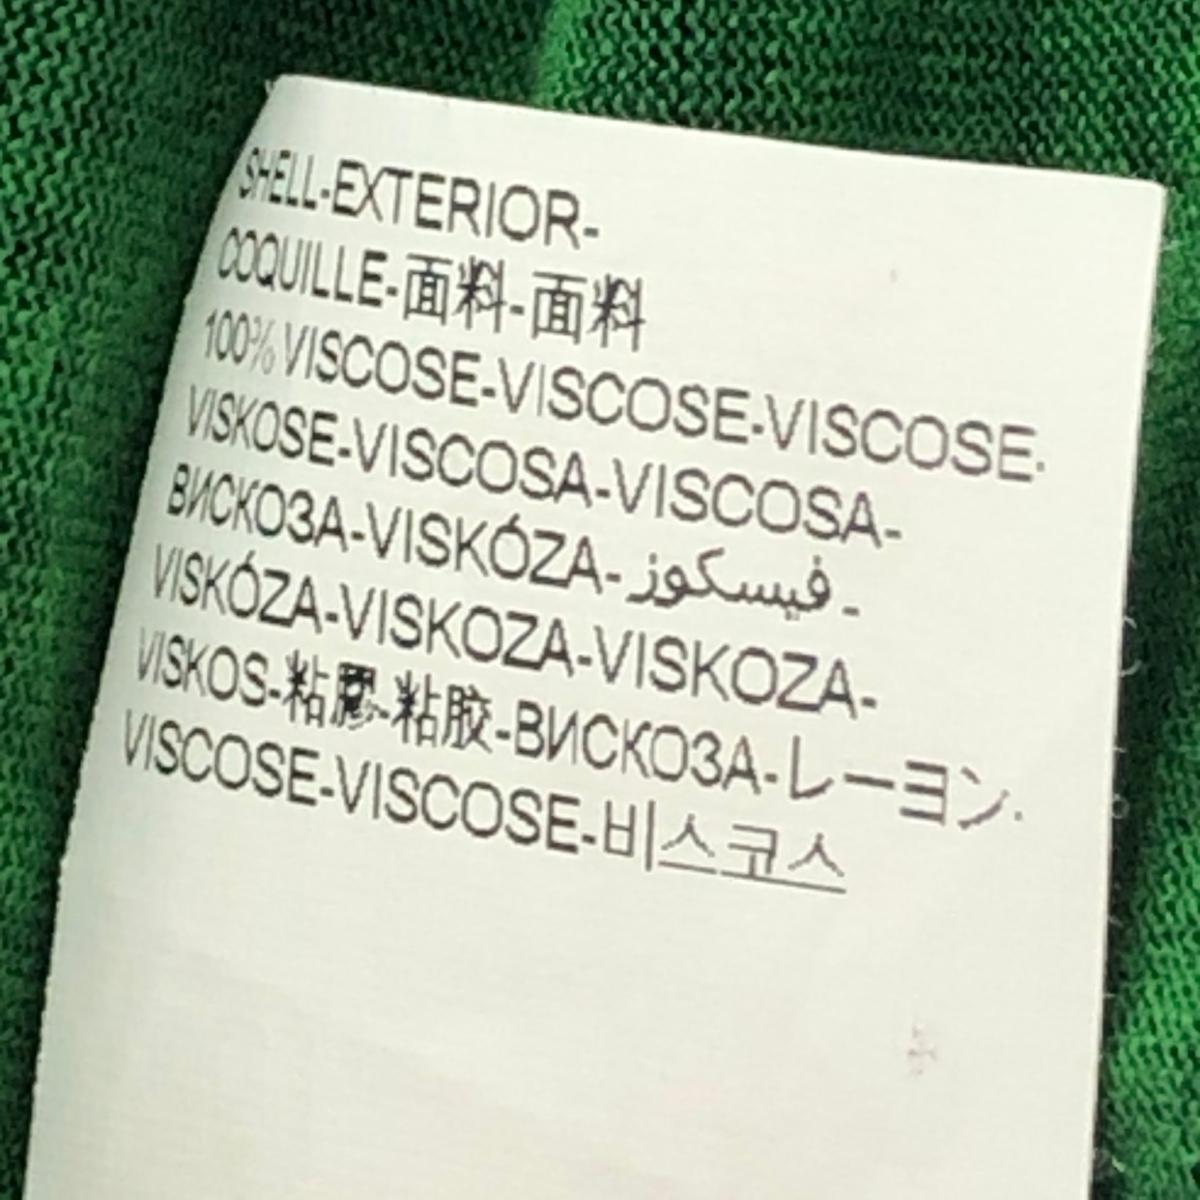 SHELL-EXTERIOR-
COQUILLE-面料-面料
100% VISCOSE-VISCOSE-VISCOSE-
VISKOSE-VISCOSA-VISCOSA-
ВИСКОЗА-VISKÓZA-فيسكوز-
VISKÓZA-VISKOZA-VISKOZA-
VISKOS-粘膠-粘胶-ВИСКОЗА-レーヨン-
VISCOSE-VISCOSE-비스코스